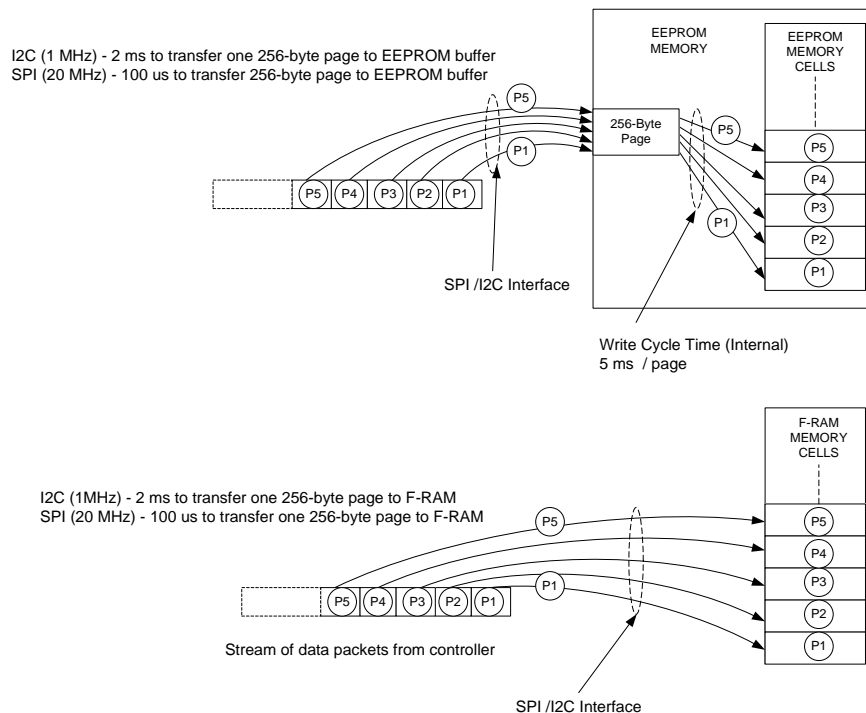 I2C (1 MHz) - 2 ms to transfer one 256-byte page to EEPROM buffer
SPI (20 MHz) - 100 us to transfer 256-byte page to EEPROM buffer
EEPROM
MEMORY
EEPROM
MEMORY
CELLS
P5
P1
256-Byte
Page
P5
P1
P5
P4
P3
P2
P1
P5 P4 P3 P2 P1
SPI /I2C Interface
Write Cycle Time (Internal)
5 ms / page
F-RAM
MEMORY
CELLS
I2C (1MHz) - 2 ms to transfer one 256-byte page to F-RAM
SPI (20 MHz) - 100 us to transfer one 256-byte page to F-RAM
P5
P1
P5
P4
P3
P2
P1
P5 P4 P3 P2 P1
Stream of data packets from controller
SPI /I2C Interface